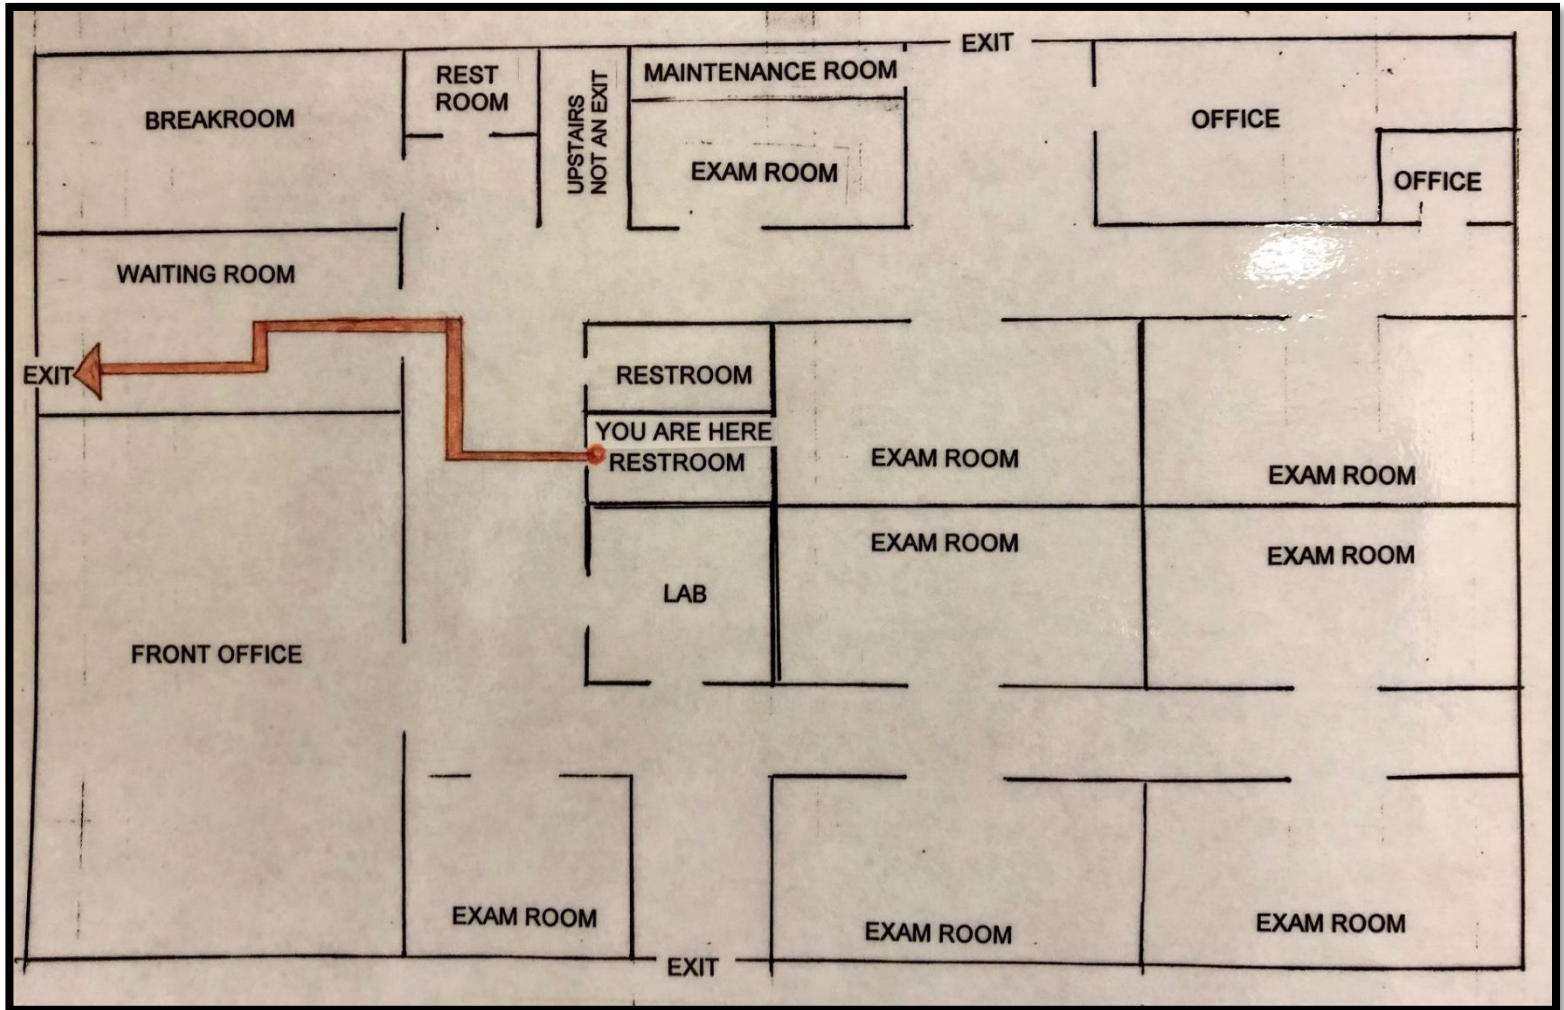 EXIT
REST
ROOM
MAINTENANCE ROOM
BREAKROOM
UPSTAIRS
NOT AN EXIT
OFFICE
EXAM ROOM
OFFICE
WAITING ROOM
EXIT
RESTROOM
YOU ARE HERE
RESTROOM
EXAM ROOM
EXAM ROOM
EXAM ROOM
EXAM ROOM
LAB
FRONT OFFICE
EXAM ROOM
EXAM ROOM
EXAM ROOM
EXIT